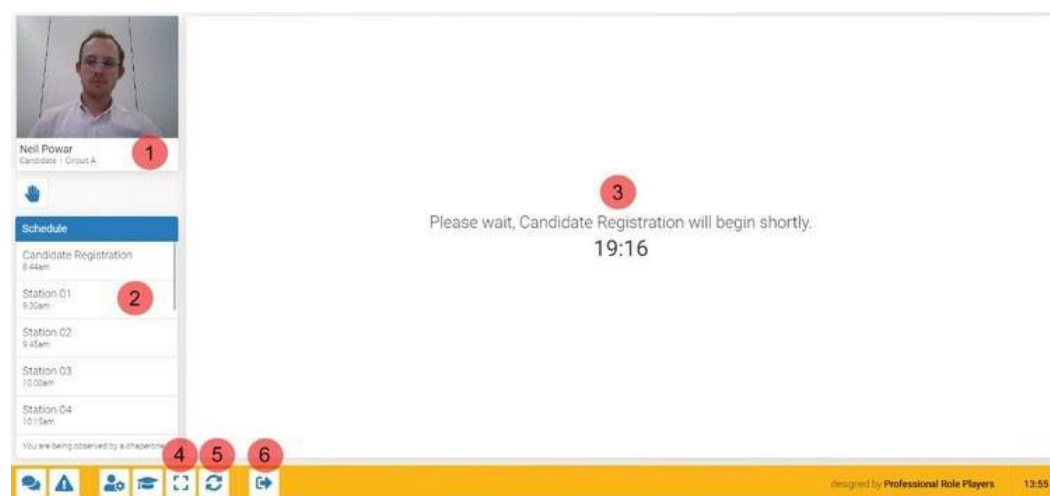 Neil Powar
Candidate | Circuit A
1
Schedule
Candidate Registration
8:44am
Station 01
9:30am
2
Station 02
9:45am
Station 03
10:00am
Station 04
10:15am
You are being observed by a chaperone
3
Please wait, Candidate Registration will begin shortly.
19:16
4 5 6
designed by Professional Role Players 13:55